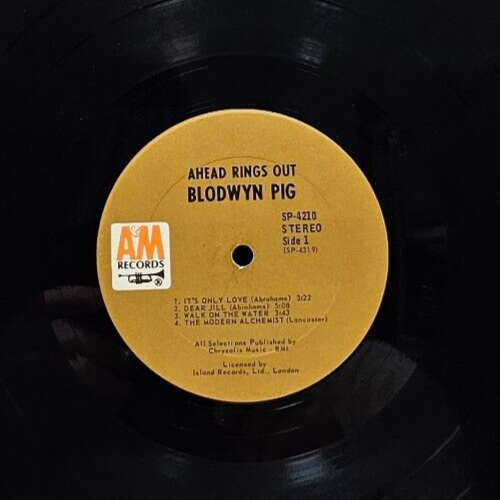 AHEAD RINGS OUT
BLODWYN PIG
SP-4210
STEREO
Side 1
(SP-4319)
A&M
RECORDS
®
1. IT'S ONLY LOVE (Abrahams) 3:22
2. DEAR JILL (Abrahams) 5:08
3. WALK ON THE WATER 3:43
4. THE MODERN ALCHEMIST (Lancaster)
All Selections Published by
Chrysalis Music - BMI
Licensed by
Island Records, Ltd., London